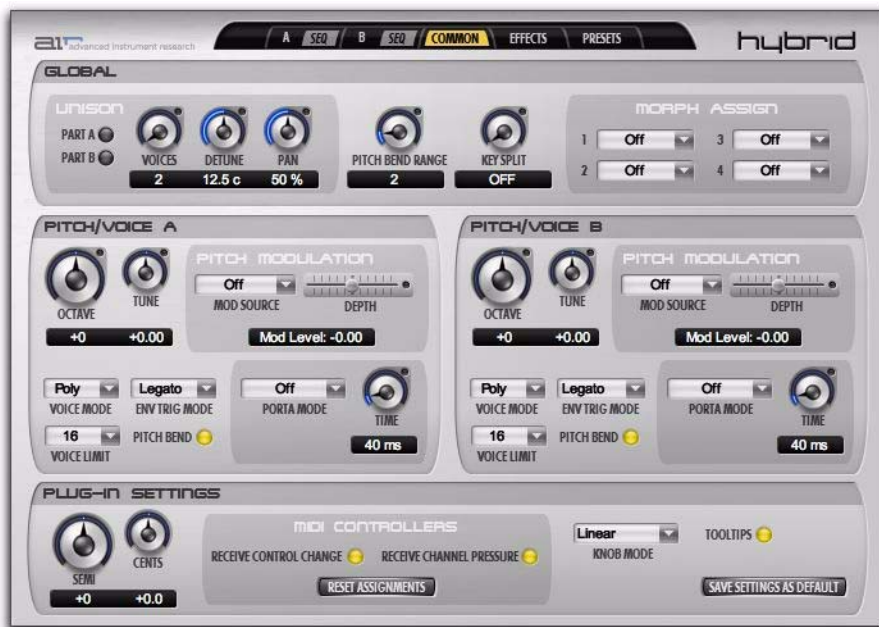 aır advanced instrument research
A SEQ B SEQ COMMON EFFECTS PRESETS
hybrid
GLOBAL
UNISON
PART A
PART B
VOICES DETUNE PAN
2 12.5 c 50 %
PITCH BEND RANGE
2
KEY SPLIT
OFF
MORPH ASSIGN
1 Off 3 Off
2 Off 4 Off
PITCH/VOICE A
OCTAVE TUNE
+0 +0.00
PITCH MODULATION
Off
MOD SOURCE DEPTH
Mod Level: -0.00
Poly Legato
VOICE MODE ENV TRIG MODE
16 PITCH BEND
VOICE LIMIT
Off
PORTA MODE TIME
40 ms
PITCH/VOICE B
OCTAVE TUNE
+0 +0.00
PITCH MODULATION
Off
MOD SOURCE DEPTH
Mod Level: -0.00
Poly Legato
VOICE MODE ENV TRIG MODE
16 PITCH BEND
VOICE LIMIT
Off
PORTA MODE TIME
40 ms
PLUG-IN SETTINGS
SEMI CENTS
+0 +0.0
MIDI CONTROLLERS
RECEIVE CONTROL CHANGE RECEIVE CHANNEL PRESSURE
RESET ASSIGNMENTS
Linear
KNOB MODE
TOOLTIPS
SAVE SETTINGS AS DEFAULT